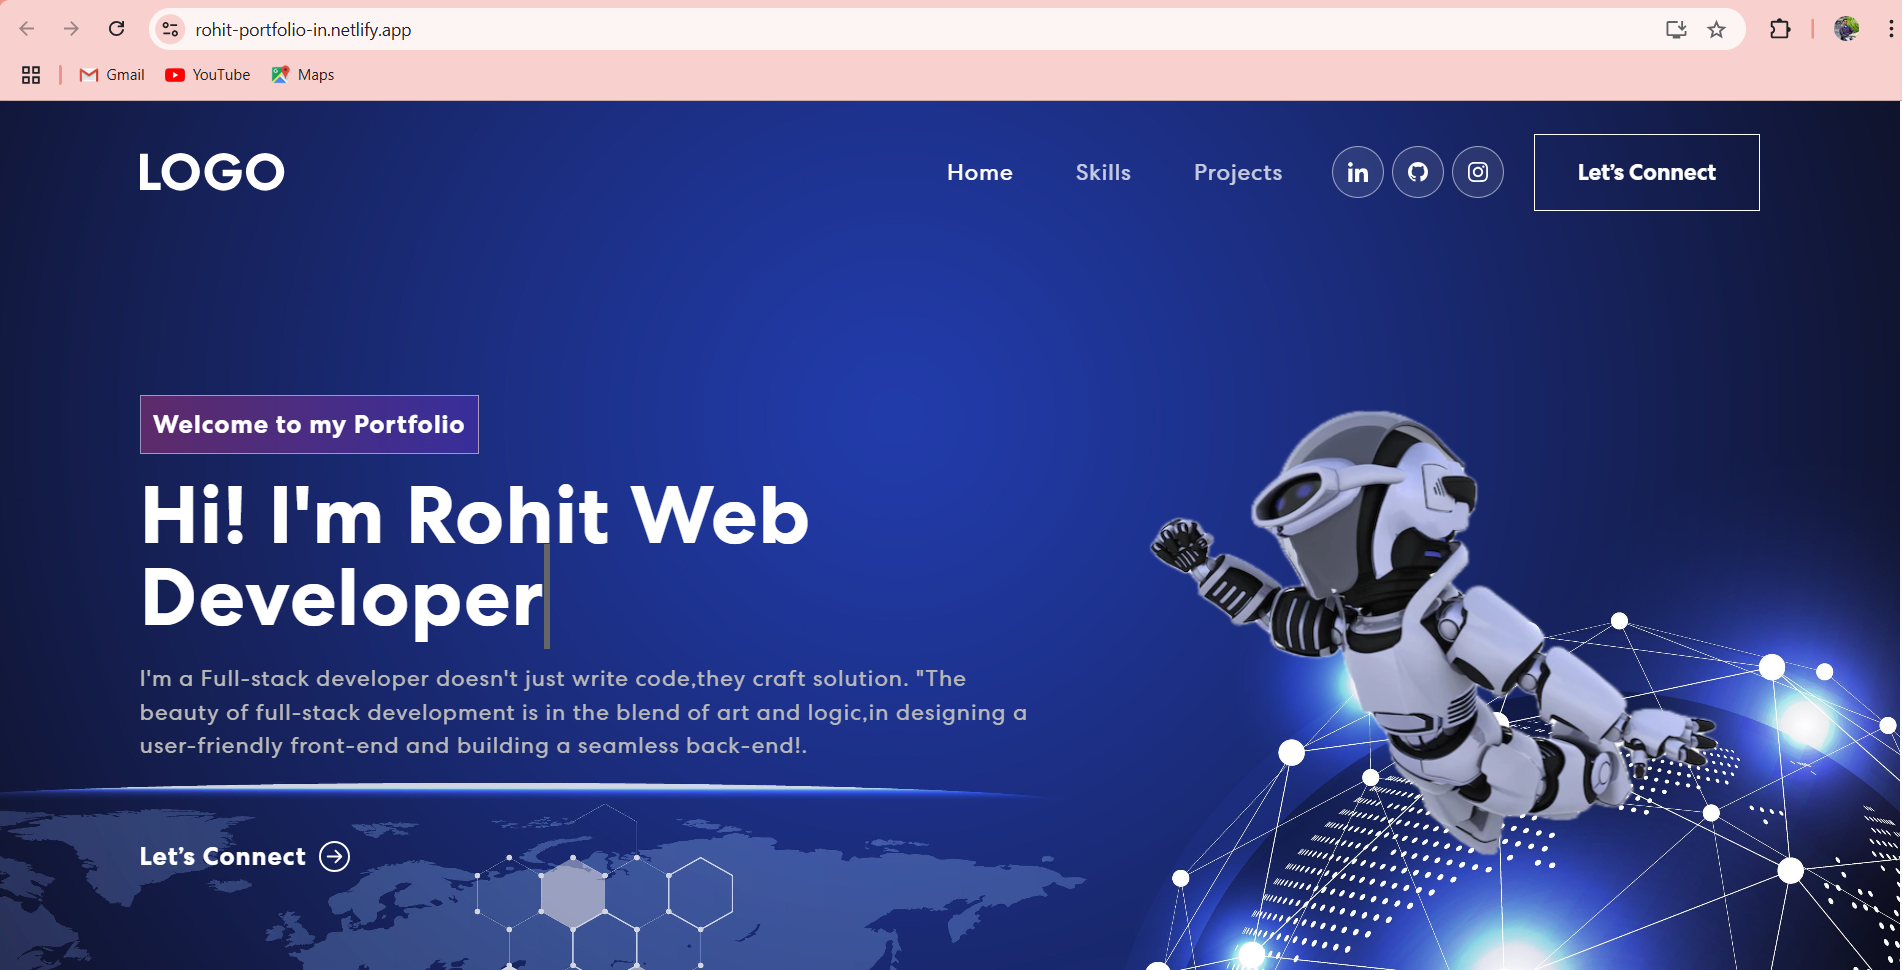 rohit-portfolio-in.netlify.app
Gmail YouTube Maps
LOGO
Home Skills Projects in Let's Connect
Welcome to my Portfolio
Hi! I'm Rohit Web
Developer
I'm a Full-stack developer doesn't just write code,they craft solution. "The
beauty of full-stack development is in the blend of art and logic,in designing a
user-friendly front-end and building a seamless back-end!.
Let's Connect